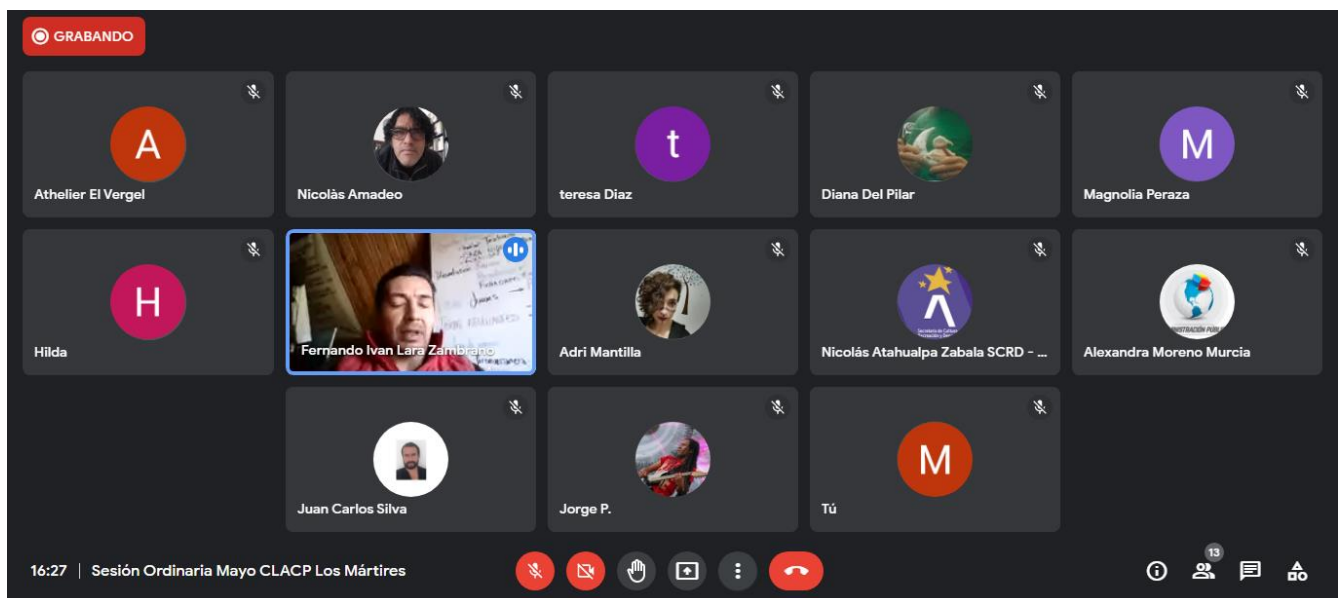 GRABANDO
A
Athelier El Vergel
Nicolàs Amadeo
t
teresa Diaz
Diana Del Pilar
M
Magnolia Peraza
H
Hilda
Fernando Ivan Lara Zambrano
Adri Mantilla
Nicolás Atahualpa Zabala SCRD - ...
Alexandra Moreno Murcia
Juan Carlos Silva
Jorge P.
M
Tú
16:27 | Sesión Ordinaria Mayo CLACP Los Mártires
13